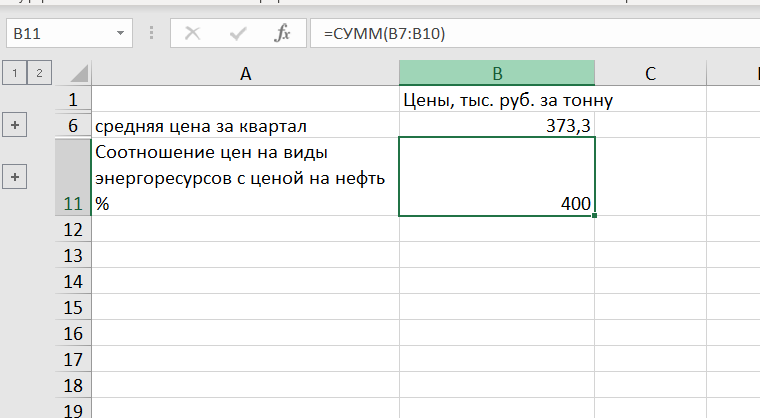 B11
fx
=СУММ(B7:B10)
1 2
A B C
1 Цены, тыс. руб. за тонну
6 средняя цена за квартал 373,3
Соотношение цен на виды
энергоресурсов с ценой на нефть
11 % 400
12
13
14
15
16
17
18
19